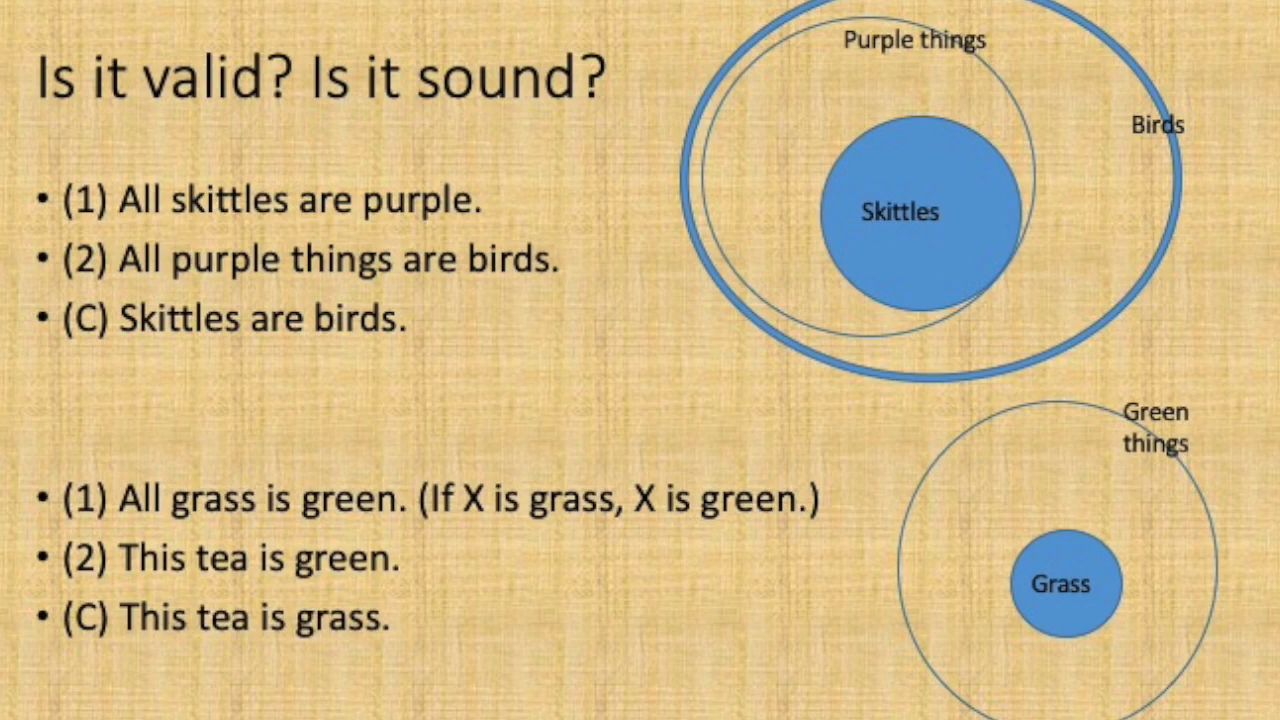 Is it valid? Is it sound?
• (1) All skittles are purple.
• (2) All purple things are birds.
• (C) Skittles are birds.
Purple things
Birds
Skittles
• (1) All grass is green. (If X is grass, X is green.)
• (2) This tea is green.
• (C) This tea is grass.
Green
things
Grass